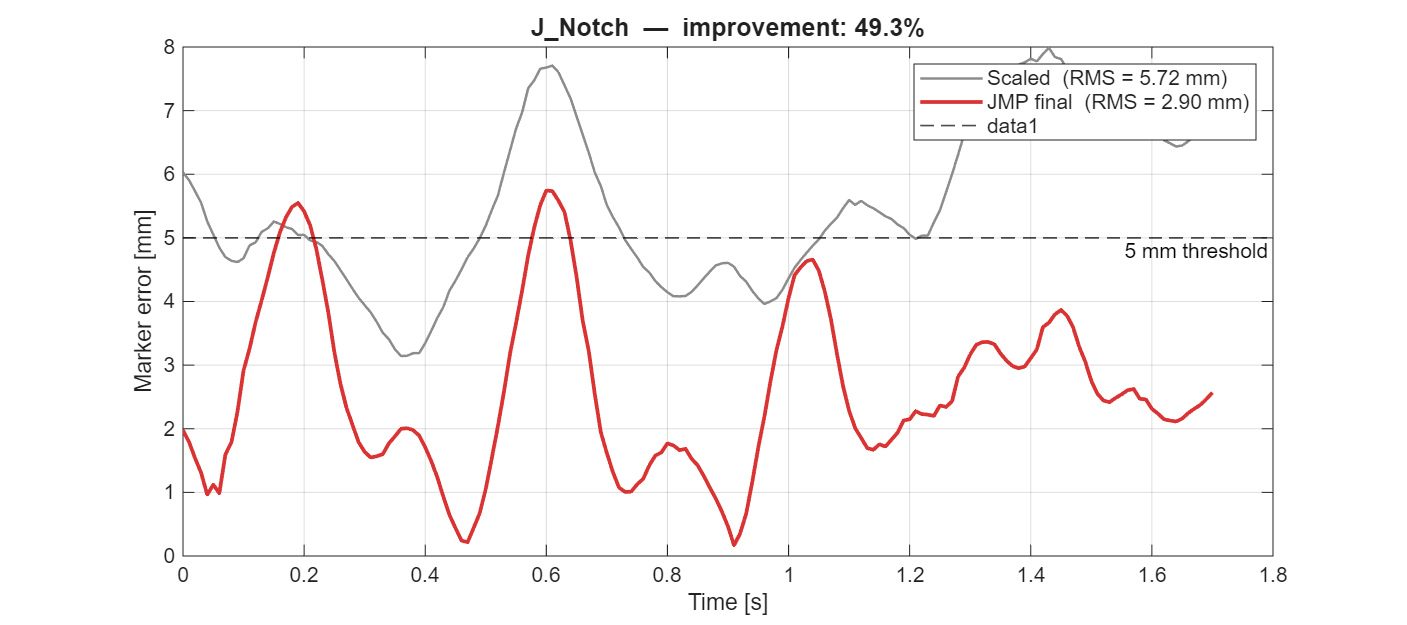 J_Notch — improvement: 49.3%
8
7
6
5
4
3
2
1
0
Marker error [mm]
Scaled (RMS = 5.72 mm)
JMP final (RMS = 2.90 mm)
data1
5 mm threshold
0 0.2 0.4 0.6 0.8 1 1.2 1.4 1.6 1.8
Time [s]